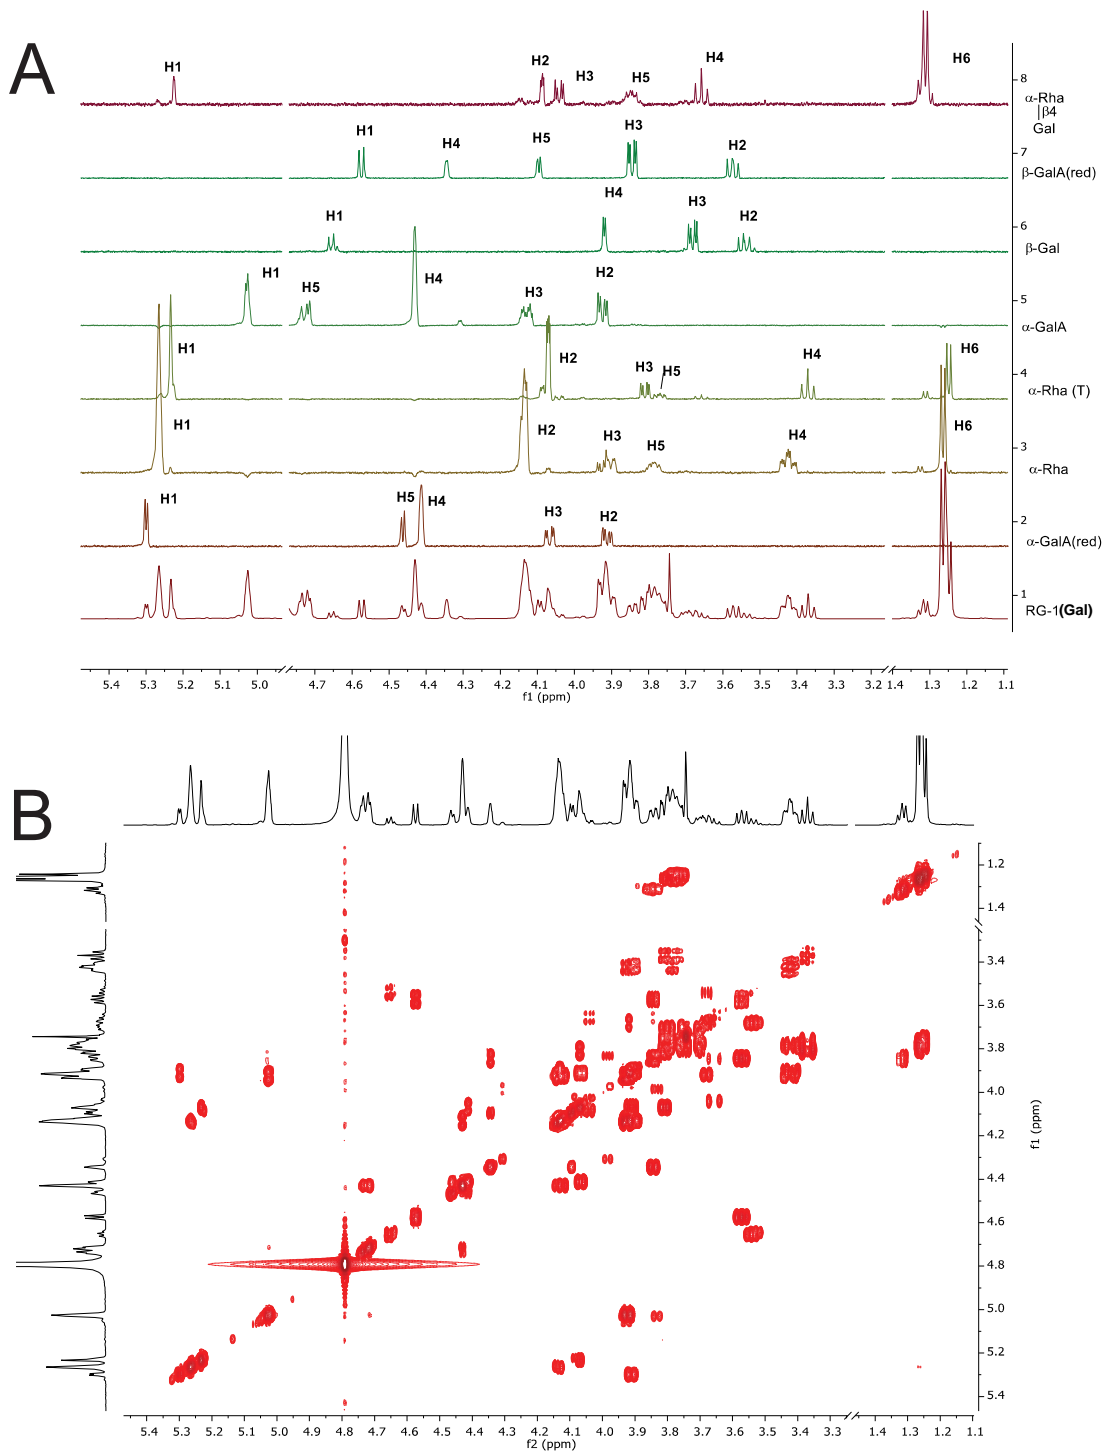 A
H1 H2 H3 H5 H4 H6
8
α-Rha
|β4
Gal
H1 H4 H5 H3 H2
7
β-GalA(red)
H1 H4 H3 H2
6
β-Gal
H1 H5 H4 H3 H2
5
α-GalA
H1 H2 H3 H5 H4 H6
4
α-Rha (T)
H1 H2 H3 H5 H4 H6
3
α-Rha
H1 H5 H4 H3 H2
2
α-GalA(red)
1
RG-1(Gal)
5.4 5.3 5.2 5.1 5.0 4.7 4.6 4.5 4.4 4.3 4.2 4.1 4.0 3.9 3.8 3.7 3.6 3.5 3.4 3.3 3.2 1.4 1.3 1.2 1.1
f1 (ppm)
B
1.2
1.4
3.4
3.6
3.8
4.0
4.2
4.4
4.6
4.8
5.0
5.2
5.4
f1 (ppm)
5.4 5.3 5.2 5.1 5.0 4.9 4.8 4.7 4.6 4.5 4.4 4.3 4.2 4.1 4.0 3.9 3.8 3.7 3.6 3.5 3.4 3.3 1.4 1.3 1.2 1.1
f2 (ppm)